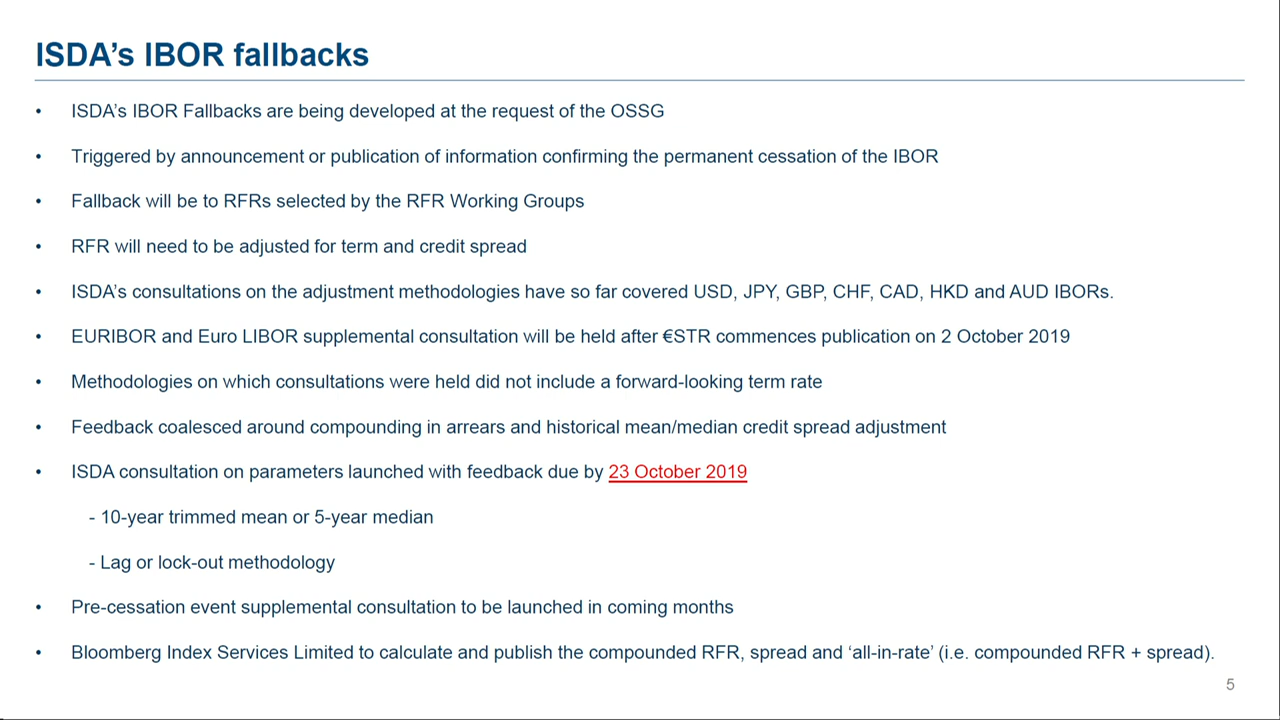 ISDA's IBOR fallbacks
• ISDA's IBOR Fallbacks are being developed at the request of the OSSG
• Triggered by announcement or publication of information confirming the permanent cessation of the IBOR
• Fallback will be to RFRs selected by the RFR Working Groups
• RFR will need to be adjusted for term and credit spread
• ISDA's consultations on the adjustment methodologies have so far covered USD, JPY, GBP, CHF, CAD, HKD and AUD IBORs.
• EURIBOR and Euro LIBOR supplemental consultation will be held after €STR commences publication on 2 October 2019
• Methodologies on which consultations were held did not include a forward-looking term rate
• Feedback coalesced around compounding in arrears and historical mean/median credit spread adjustment
• ISDA consultation on parameters launched with feedback due by 23 October 2019
- 10-year trimmed mean or 5-year median
- Lag or lock-out methodology
• Pre-cessation event supplemental consultation to be launched in coming months
• Bloomberg Index Services Limited to calculate and publish the compounded RFR, spread and ‘all-in-rate’ (i.e. compounded RFR + spread).
5